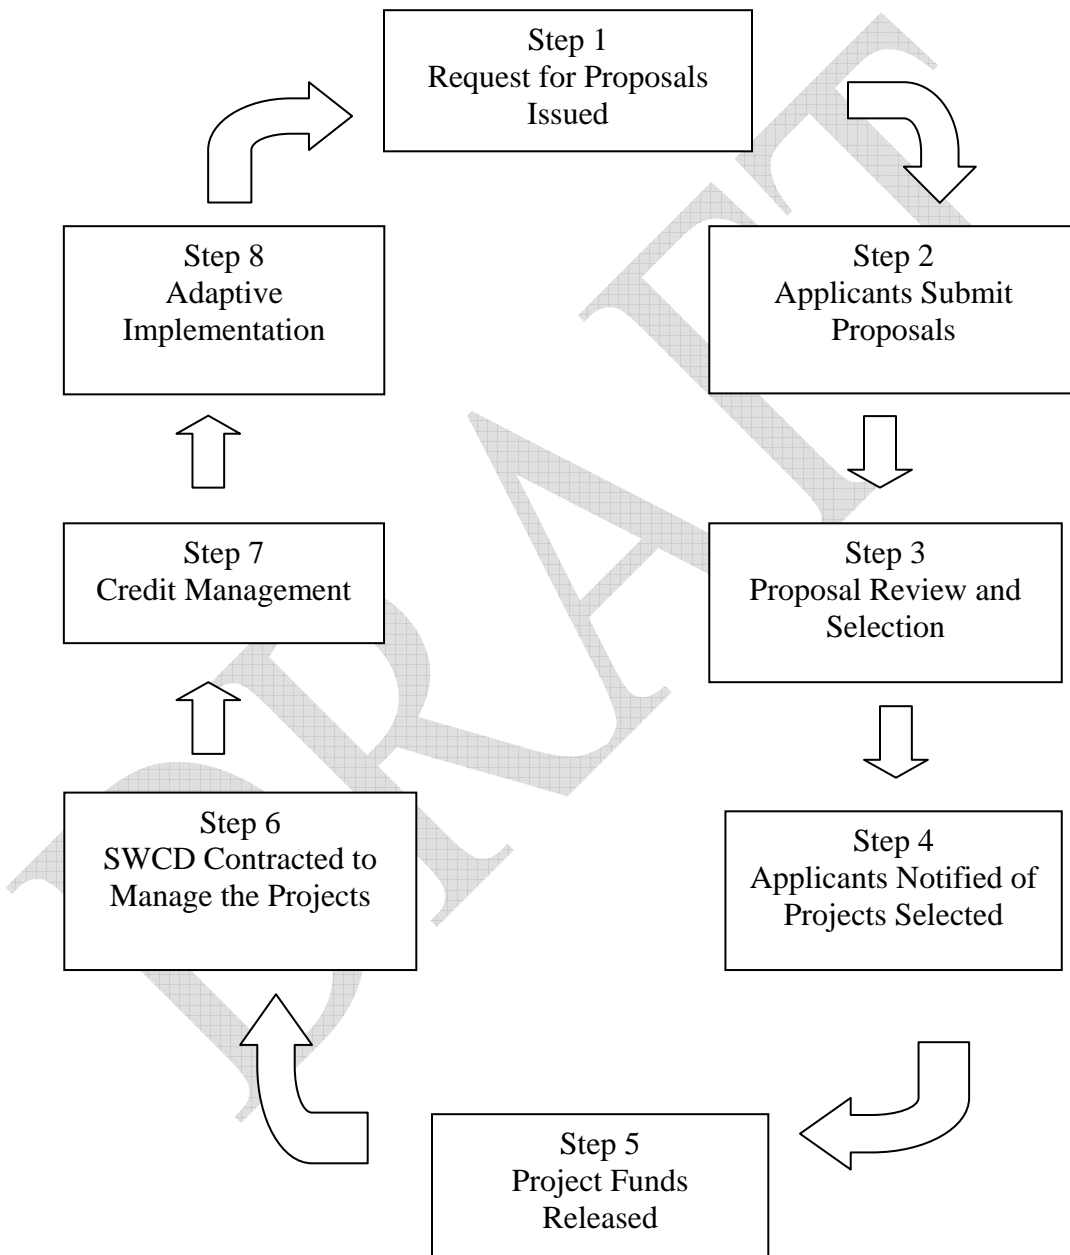 Step 1
Request for Proposals
Issued
Step 2
Applicants Submit
Proposals
Step 3
Proposal Review and
Selection
Step 4
Applicants Notified of
Projects Selected
Step 5
Project Funds
Released
Step 6
SWCD Contracted to
Manage the Projects
Step 7
Credit Management
Step 8
Adaptive
Implementation
DRAFT